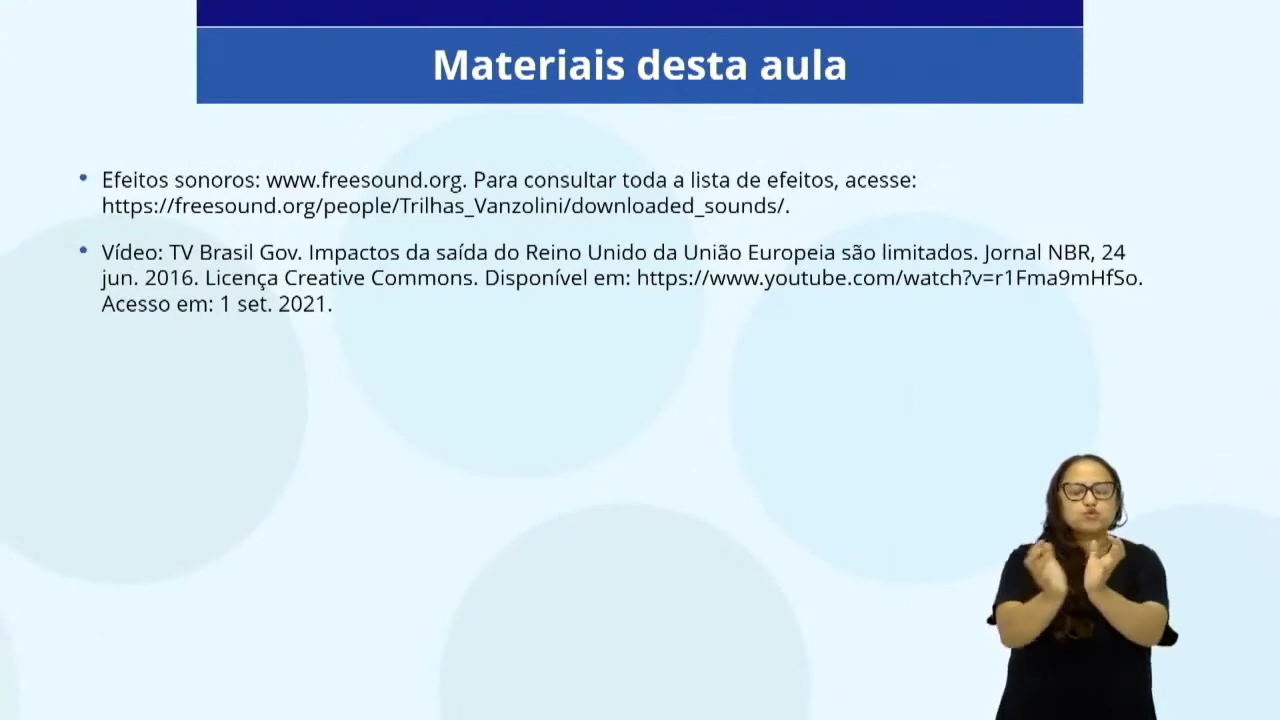 Materiais desta aula
• Efeitos sonoros: www.freesound.org. Para consultar toda a lista de efeitos, acesse:
https://freesound.org/people/Trilhas_Vanzolini/downloaded_sounds/.
• Vídeo: TV Brasil Gov. Impactos da saída do Reino Unido da União Europeia são limitados. Jornal NBR, 24
jun. 2016. Licença Creative Commons. Disponível em: https://www.youtube.com/watch?v=r1Fma9mHfSo.
Acesso em: 1 set. 2021.